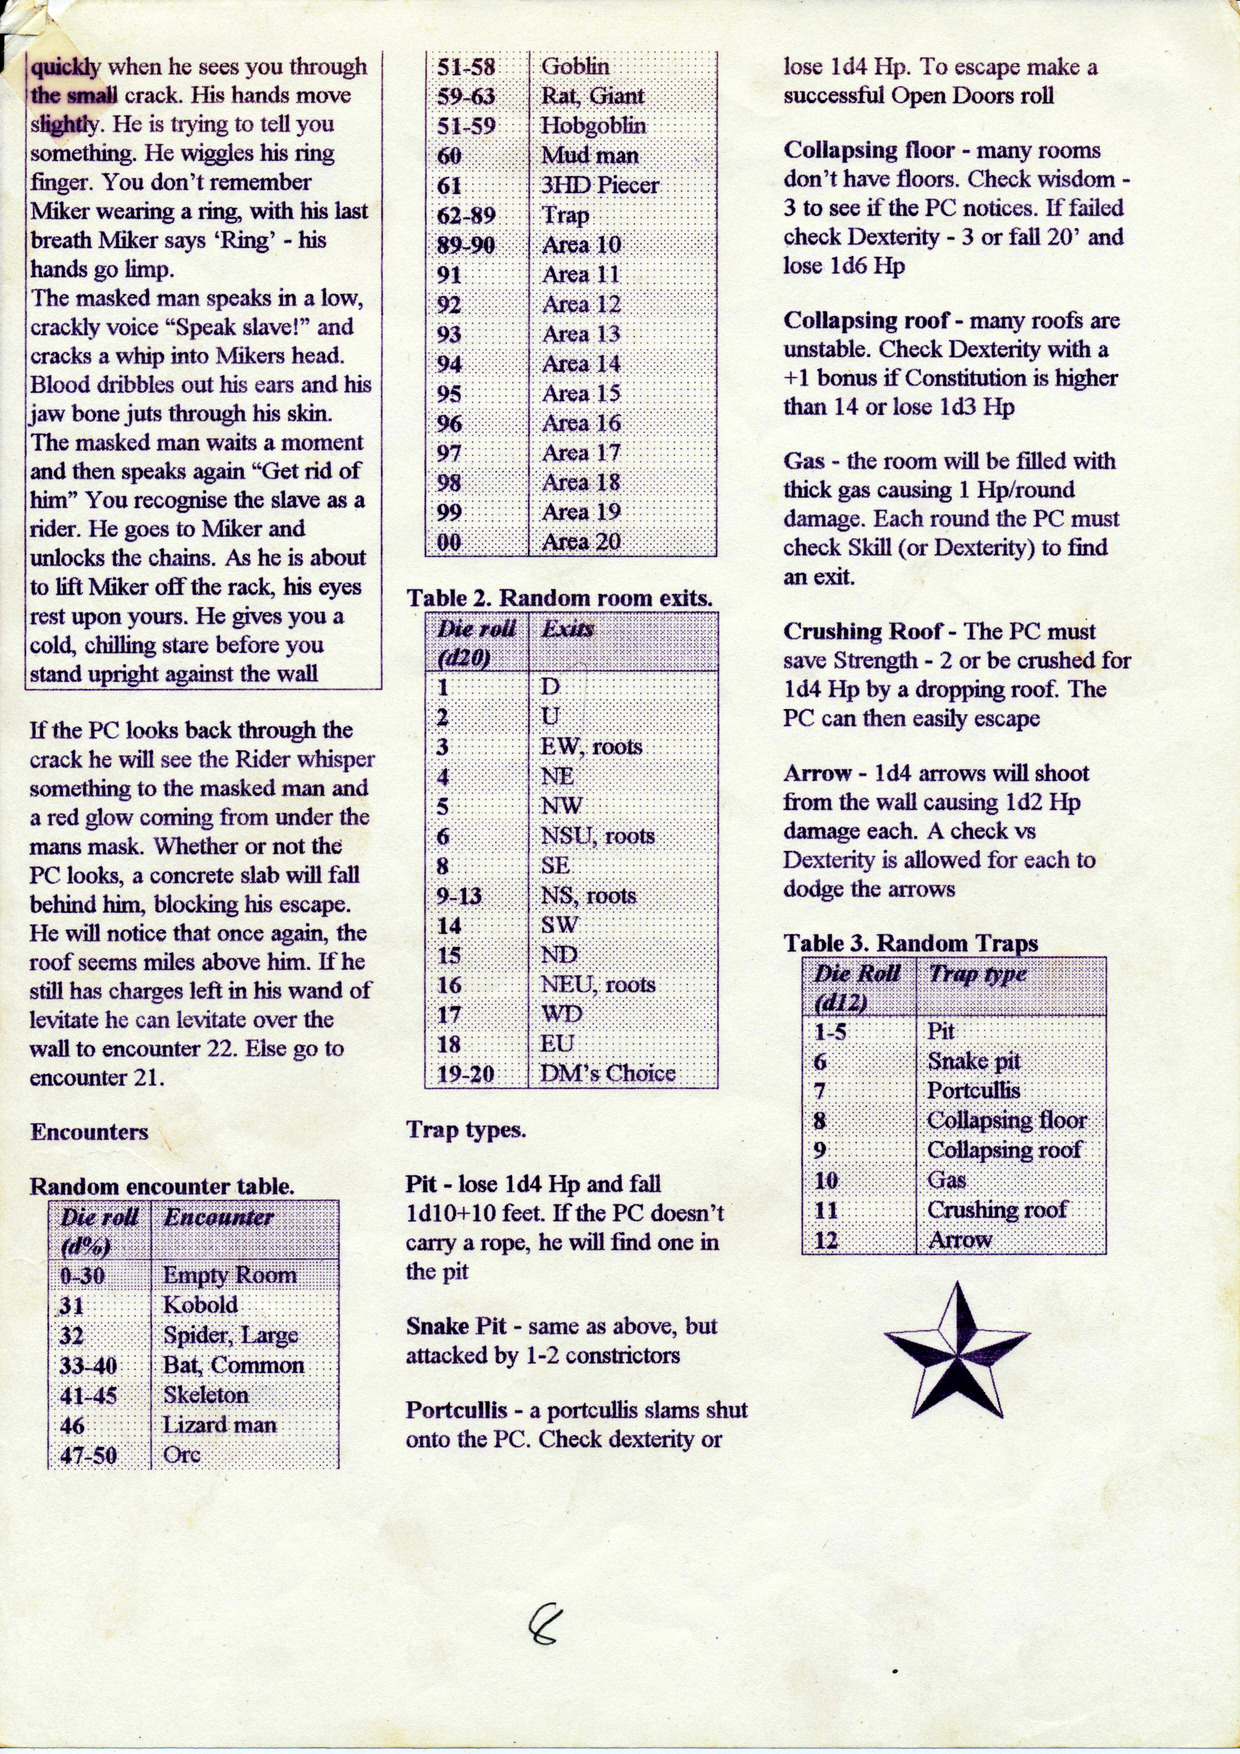 quickly when he sees you through
the small crack. His hands move
slightly. He is trying to tell you
something. He wiggles his ring
finger. You don't remember
Miker wearing a ring, with his last
breath Miker says ‘Ring’ - his
hands go limp.
The masked man speaks in a low,
crackly voice “Speak slave!” and
cracks a whip into Mikers head.
Blood dribbles out his ears and his
jaw bone juts through his skin.
The masked man waits a moment
and then speaks again “Get rid of
him” You recognise the slave as a
rider. He goes to Miker and
unlocks the chains. As he is about
to lift Miker off the rack, his eyes
rest upon yours. He gives you a
cold, chilling stare before you
stand upright against the wall
If the PC looks back through the
crack he will see the Rider whisper
something to the masked man and
a red glow coming from under the
mans mask. Whether or not the
PC looks, a concrete slab will fall
behind him, blocking his escape.
He will notice that once again, the
roof seems miles above him. If he
still has charges left in his wand of
levitate he can levitate over the
wall to encounter 22. Else go to
encounter 21.
Encounters
Random encounter table.
Die roll (d%) Encounter
0-30 Empty Room
31 Kobold
32 Spider, Large
33-40 Bat, Common
41-45 Skeleton
46 Lizard man
47-50 Orc
51-58 Goblin
59-63 Rat, Giant
51-59 Hobgoblin
60 Mud man
61 3HD Piecer
62-89 Trap
89-90 Area 10
91 Area 11
92 Area 12
93 Area 13
94 Area 14
95 Area 15
96 Area 16
97 Area 17
98 Area 18
99 Area 19
00 Area 20
Table 2. Random room exits.
Die roll (d20) Exits
1 D
2 U
3 EW, roots
4 NE
5 NW
6 NSU, roots
8 SE
9-13 NS, roots
14 SW
15 ND
16 NEU, roots
17 WD
18 EU
19-20 DM's Choice
Trap types.
Pit - lose 1d4 Hp and fall
1d10+10 feet. If the PC doesn't
carry a rope, he will find one in
the pit
Snake Pit - same as above, but
attacked by 1-2 constrictors
Portcullis - a portcullis slams shut
onto the PC. Check dexterity or
lose 1d4 Hp. To escape make a
successful Open Doors roll
Collapsing floor - many rooms
don't have floors. Check wisdom -
3 to see if the PC notices. If failed
check Dexterity - 3 or fall 20' and
lose 1d6 Hp
Collapsing roof - many roofs are
unstable. Check Dexterity with a
+1 bonus if Constitution is higher
than 14 or lose 1d3 Hp
Gas - the room will be filled with
thick gas causing 1 Hp/round
damage. Each round the PC must
check Skill (or Dexterity) to find
an exit.
Crushing Roof - The PC must
save Strength - 2 or be crushed for
1d4 Hp by a dropping roof. The
PC can then easily escape
Arrow - 1d4 arrows will shoot
from the wall causing 1d2 Hp
damage each. A check vs
Dexterity is allowed for each to
dodge the arrows
Table 3. Random Traps
Die Roll (d12) Trap type
1-5 Pit
6 Snake pit
7 Portcullis
8 Collapsing floor
9 Collapsing roof
10 Gas
11 Crushing roof
12 Arrow
8